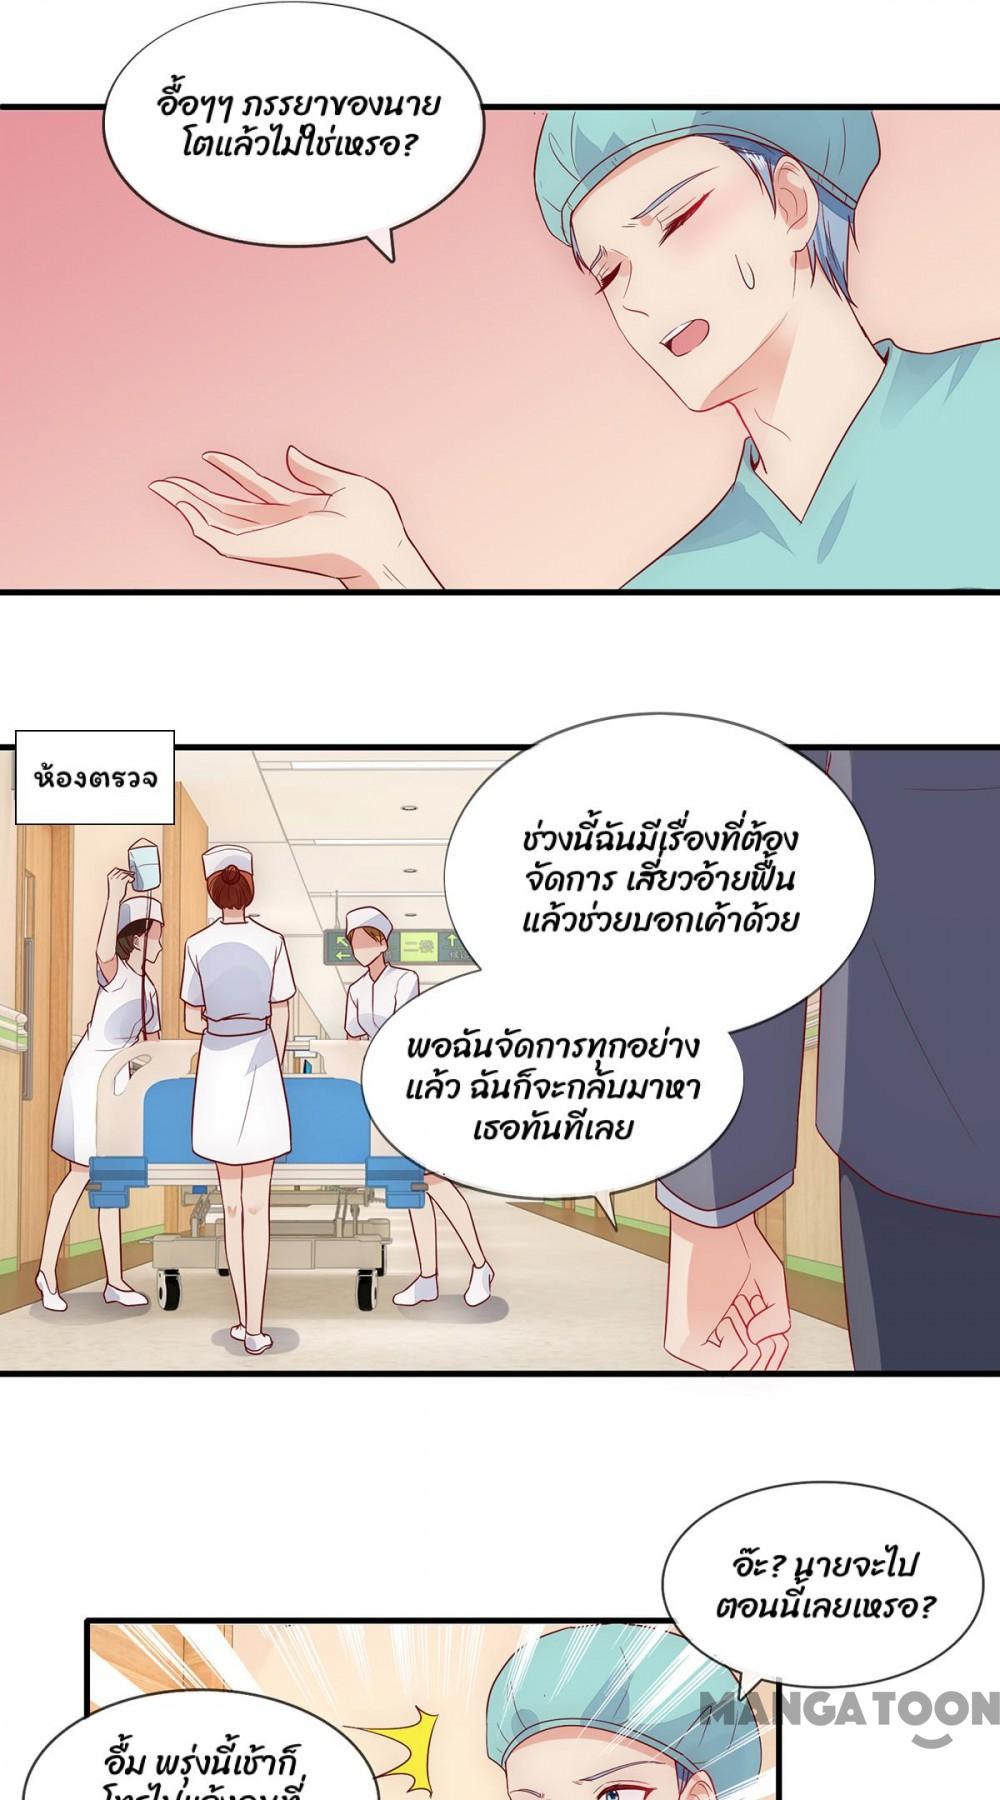 อื้อๆๆ ภรรยาของนาย
โตแล้วไม่ใช่เหรอ?
ห้องตรวจ
ช่วงนี้ฉันมีเรื่องที่ต้อง
จัดการ เสี่ยวอ้ายฟื้น
แล้วช่วยบอกเค้าด้วย
二楼
พอฉันจัดการทุกอย่าง
แล้ว ฉันก็จะกลับมาหา
เธอทันทีเลย
อ๊ะ? นายจะไป
ตอนนี้เลยเหรอ?
MANGATOON
อื้ม พรุ่งนี้เช้าก็